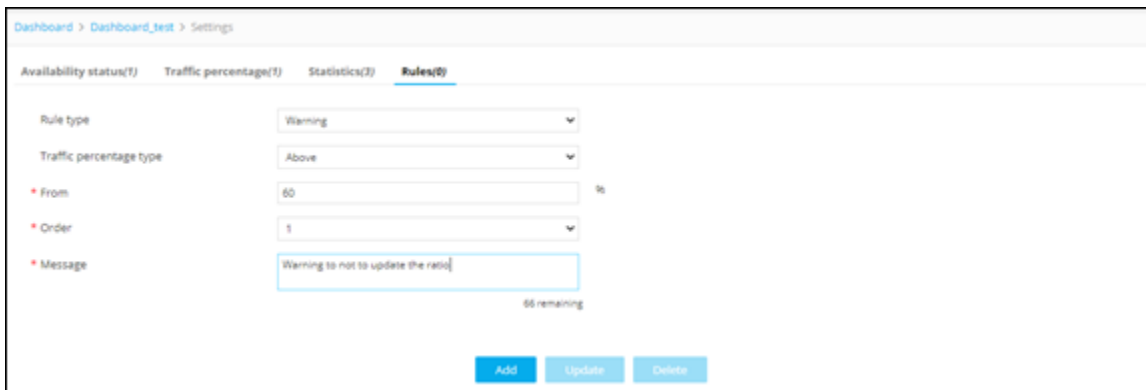 Dashboard > Dashboard_test > Settings
Availability status(1) Traffic percentage(1) Statistics(3) Rules(0)
Rule type Warning
Traffic percentage type Above
* From 60 %
* Order 1
* Message Warning to not to update the ratio
66 remaining
Add Update Delete